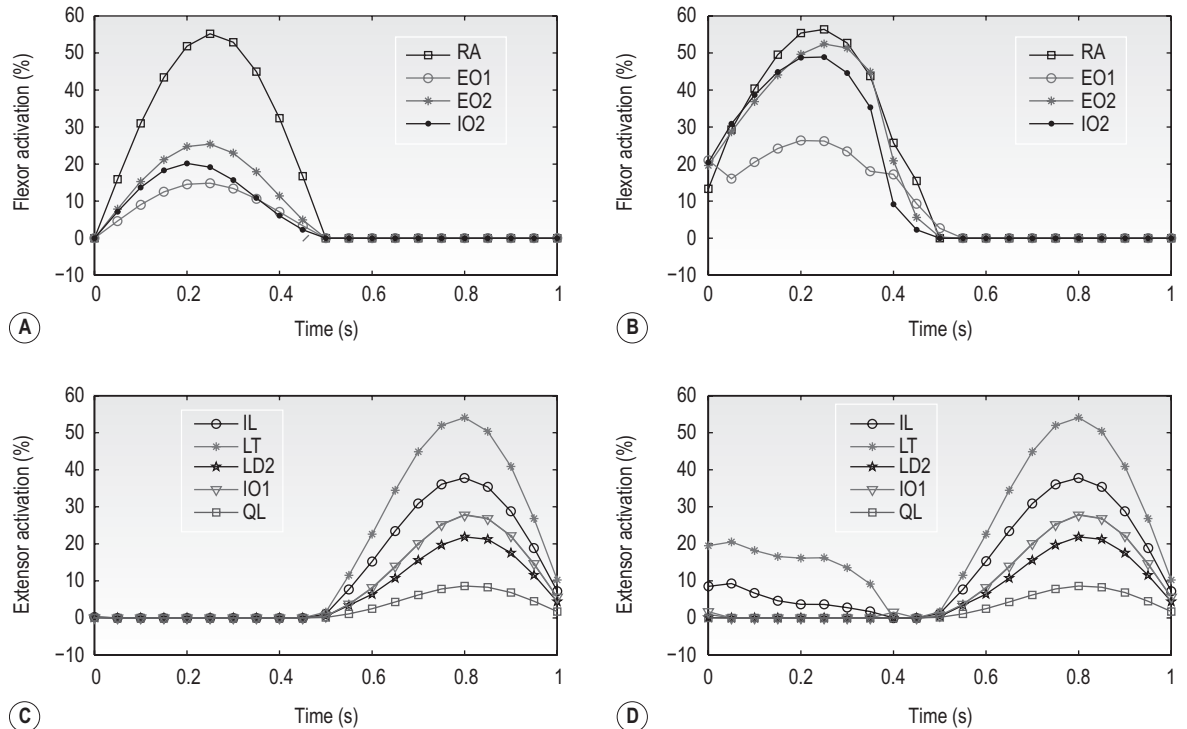 60
50
40
30
20
10
0
−10
Flexor activation (%)
RA
EO1
EO2
IO2
0 0.2 0.4 0.6 0.8 1
Time (s)
A
60
50
40
30
20
10
0
−10
Flexor activation (%)
RA
EO1
EO2
IO2
0 0.2 0.4 0.6 0.8 1
Time (s)
B
60
50
40
30
20
10
0
−10
Extensor activation (%)
IL
LT
LD2
IO1
QL
0 0.2 0.4 0.6 0.8 1
Time (s)
C
60
50
40
30
20
10
0
−10
Extensor activation (%)
IL
LT
LD2
IO1
QL
0 0.2 0.4 0.6 0.8 1
Time (s)
D